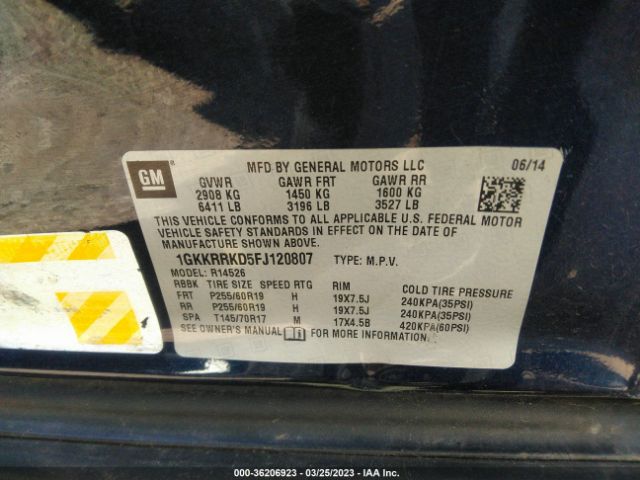 GM
MFD BY GENERAL MOTORS LLC 06/14
GVWR GAWR FRT GAWR RR
2908 KG 1450 KG 1600 KG
6411 LB 3196 LB 3527 LB
THIS VEHICLE CONFORMS TO ALL APPLICABLE U.S. FEDERAL MOTOR
VEHICLE SAFETY STANDARDS IN EFFECT ON THE DATE OF
MANUFACTURE SHOWN ABOVE.
1GKKRRKD5FJ120807 TYPE: M.P.V.
MODEL: R14526
RBBK TIRE SIZE SPEED RTG RIM COLD TIRE PRESSURE
FRT P255/60R19 H 19X7.5J 240KPA(35PSI)
RR P255/60R19 H 19X7.5J 240KPA(35PSI)
SPA T145/70R17 M 17X4.5B 420KPA(60PSI)
SEE OWNER'S MANUAL FOR MORE INFORMATION.
000-36206923 - 03/25/2023 - IAA Inc.